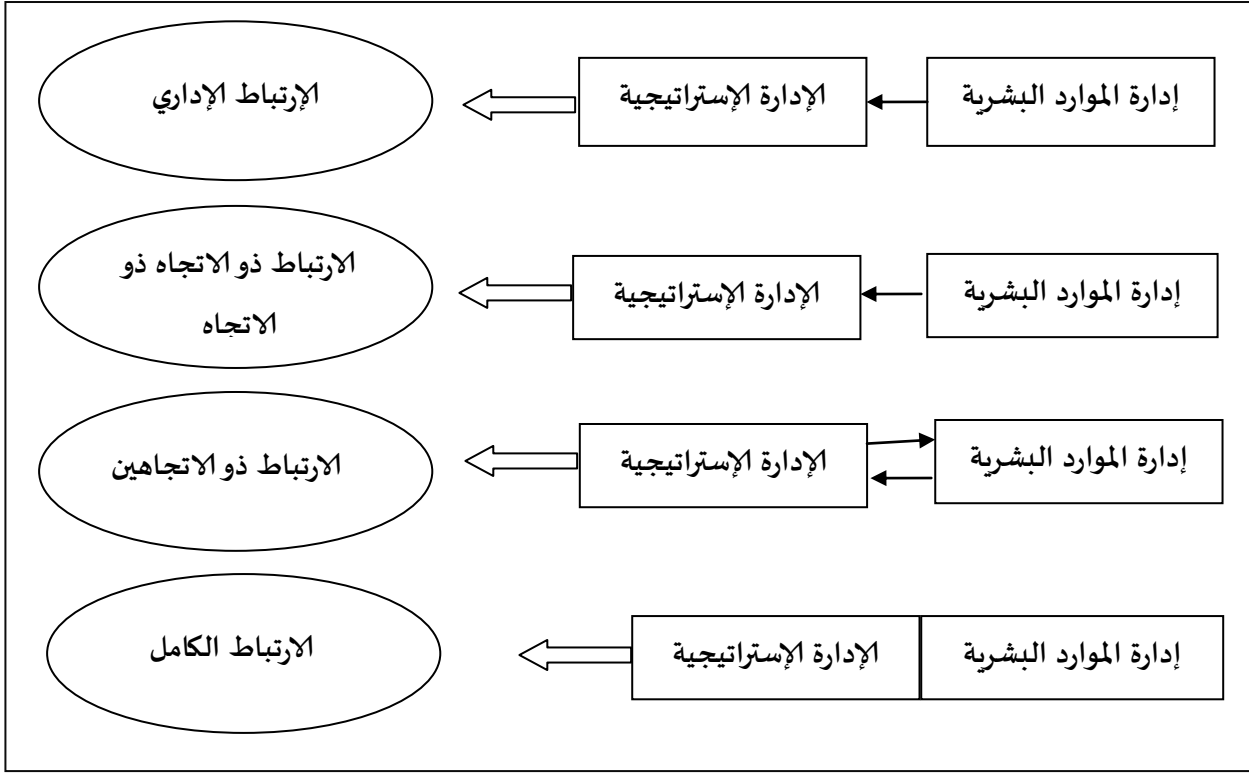 إدارة الموارد البشرية
الإدارة الإستراتيجية
الإرتباط الإداري
إدارة الموارد البشرية
الإدارة الإستراتيجية
الارتباط ذو الاتجاه ذو
الاتجاه
إدارة الموارد البشرية
الإدارة الإستراتيجية
الارتباط ذو الاتجاهين
إدارة الموارد البشرية
الإدارة الإستراتيجية
الارتباط الكامل